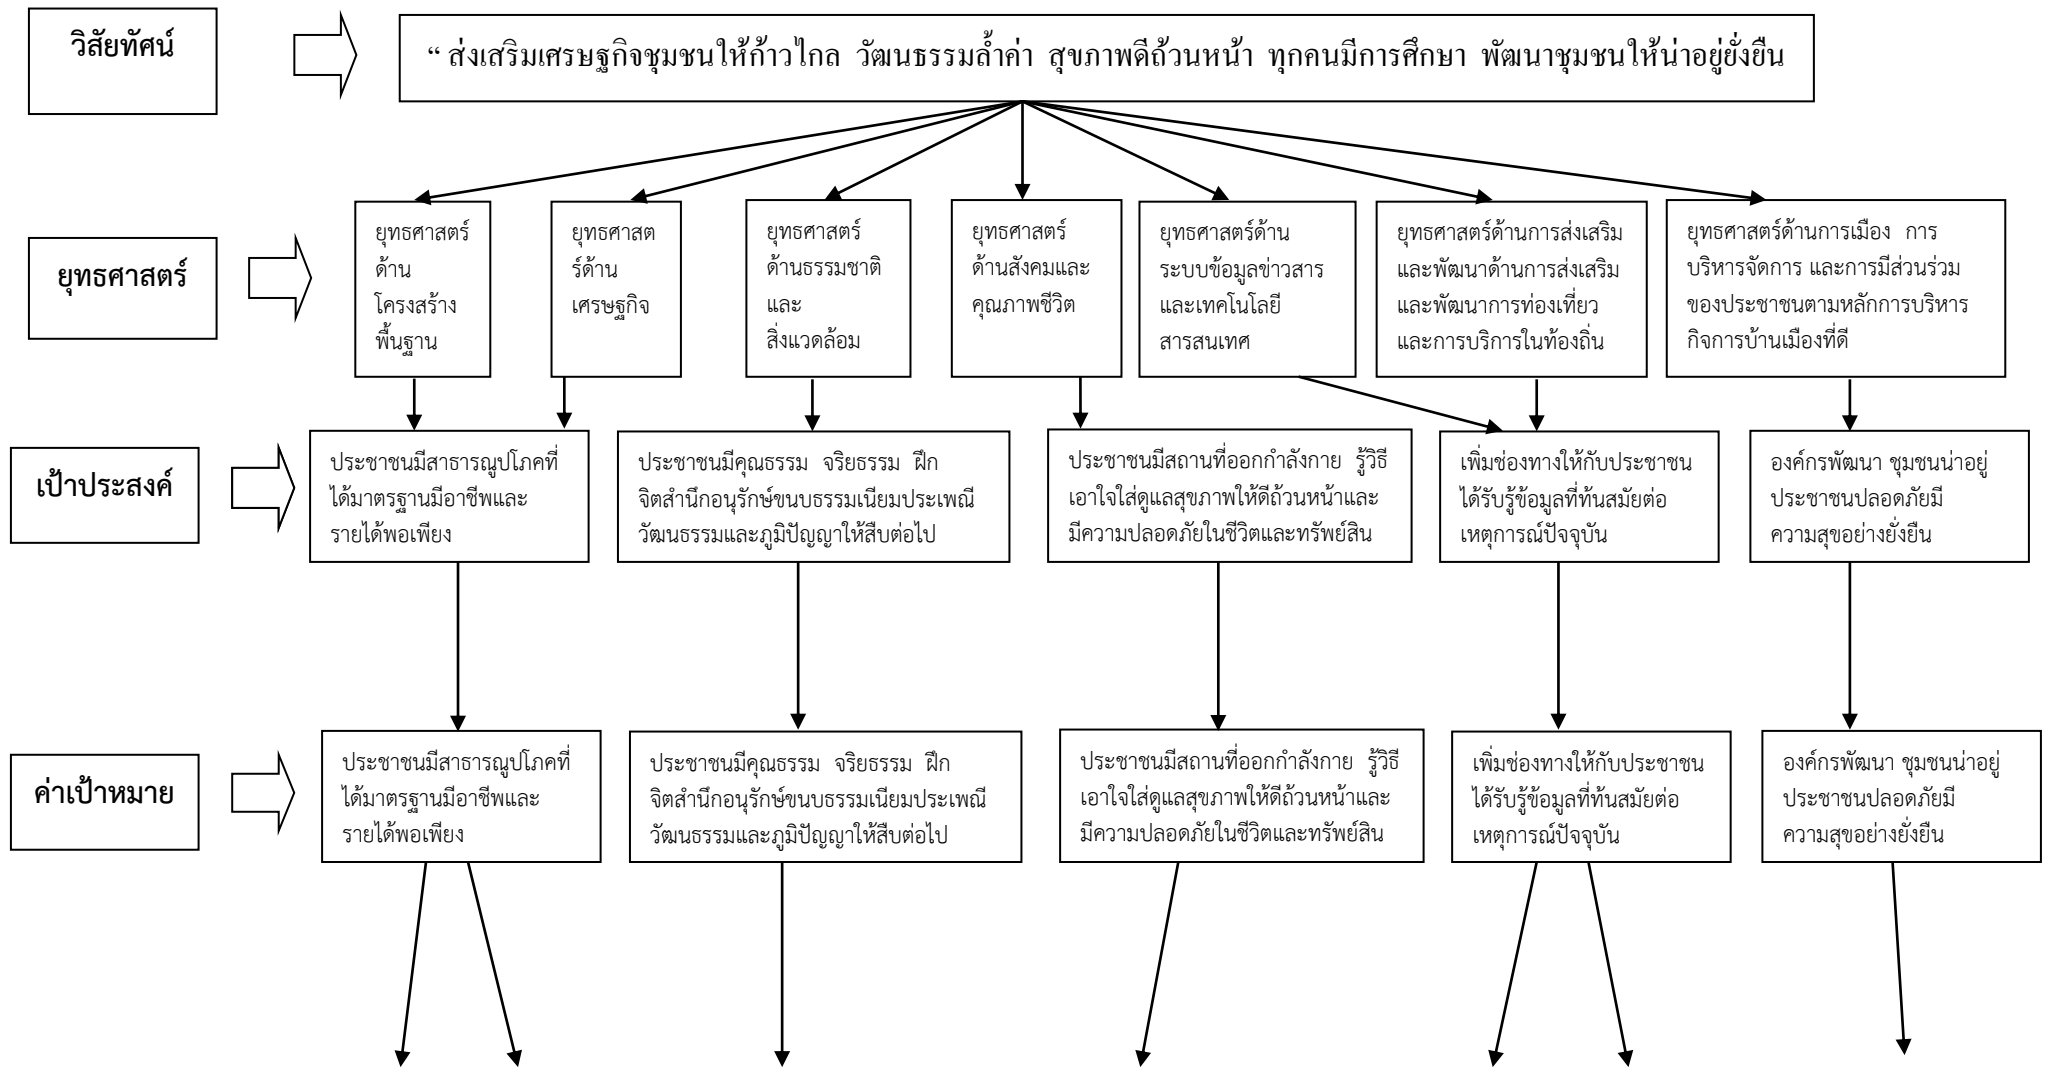 วิสัยทัศน์
“ ส่งเสริมเศรษฐกิจชุมชนให้ก้าวไกล วัฒนธรรมล้ำค่า สุขภาพดีถ้วนหน้า ทุกคนมีการศึกษา พัฒนาชุมชนให้น่าอยู่ยั่งยืน
ยุทธศาสตร์
ยุทธศาสตร์
ด้าน
โครงสร้าง
พื้นฐาน
ยุทธศาสต
ร์ด้าน
เศรษฐกิจ
ยุทธศาสตร์
ด้านธรรมชาติ
และ
สิ่งแวดล้อม
ยุทธศาสตร์
ด้านสังคมและ
คุณภาพชีวิต
ยุทธศาสตร์ด้าน
ระบบข้อมูลข่าวสาร
และเทคโนโลยี
สารสนเทศ
ยุทธศาสตร์ด้านการส่งเสริม
และพัฒนาด้านการส่งเสริม
และพัฒนาการท่องเที่ยว
และการบริการในท้องถิ่น
ยุทธศาสตร์ด้านการเมือง การ
บริหารจัดการ และการมีส่วนร่วม
ของประชาชนตามหลักการบริหาร
กิจการบ้านเมืองที่ดี
เป้าประสงค์
ประชาชนมีสาธารณูปโภคที่
ได้มาตรฐานมีอาชีพและ
รายได้พอเพียง
ประชาชนมีคุณธรรม จริยธรรม ฝึก
จิตสำนึกอนุรักษ์ขนบธรรมเนียมประเพณี
วัฒนธรรมและภูมิปัญญาให้สืบต่อไป
ประชาชนมีสถานที่ออกกำลังกาย รู้วิธี
เอาใจใส่ดูแลสุขภาพให้ดีถ้วนหน้าและ
มีความปลอดภัยในชีวิตและทรัพย์สิน
เพิ่มช่องทางให้กับประชาชน
ได้รับรู้ข้อมูลที่ทันสมัยต่อ
เหตุการณ์ปัจจุบัน
องค์กรพัฒนา ชุมชนน่าอยู่
ประชาชนปลอดภัยมี
ความสุขอย่างยั่งยืน
ค่าเป้าหมาย
ประชาชนมีสาธารณูปโภคที่
ได้มาตรฐานมีอาชีพและ
รายได้พอเพียง
ประชาชนมีคุณธรรม จริยธรรม ฝึก
จิตสำนึกอนุรักษ์ขนบธรรมเนียมประเพณี
วัฒนธรรมและภูมิปัญญาให้สืบต่อไป
ประชาชนมีสถานที่ออกกำลังกาย รู้วิธี
เอาใจใส่ดูแลสุขภาพให้ดีถ้วนหน้าและ
มีความปลอดภัยในชีวิตและทรัพย์สิน
เพิ่มช่องทางให้กับประชาชน
ได้รับรู้ข้อมูลที่ทันสมัยต่อ
เหตุการณ์ปัจจุบัน
องค์กรพัฒนา ชุมชนน่าอยู่
ประชาชนปลอดภัยมี
ความสุขอย่างยั่งยืน